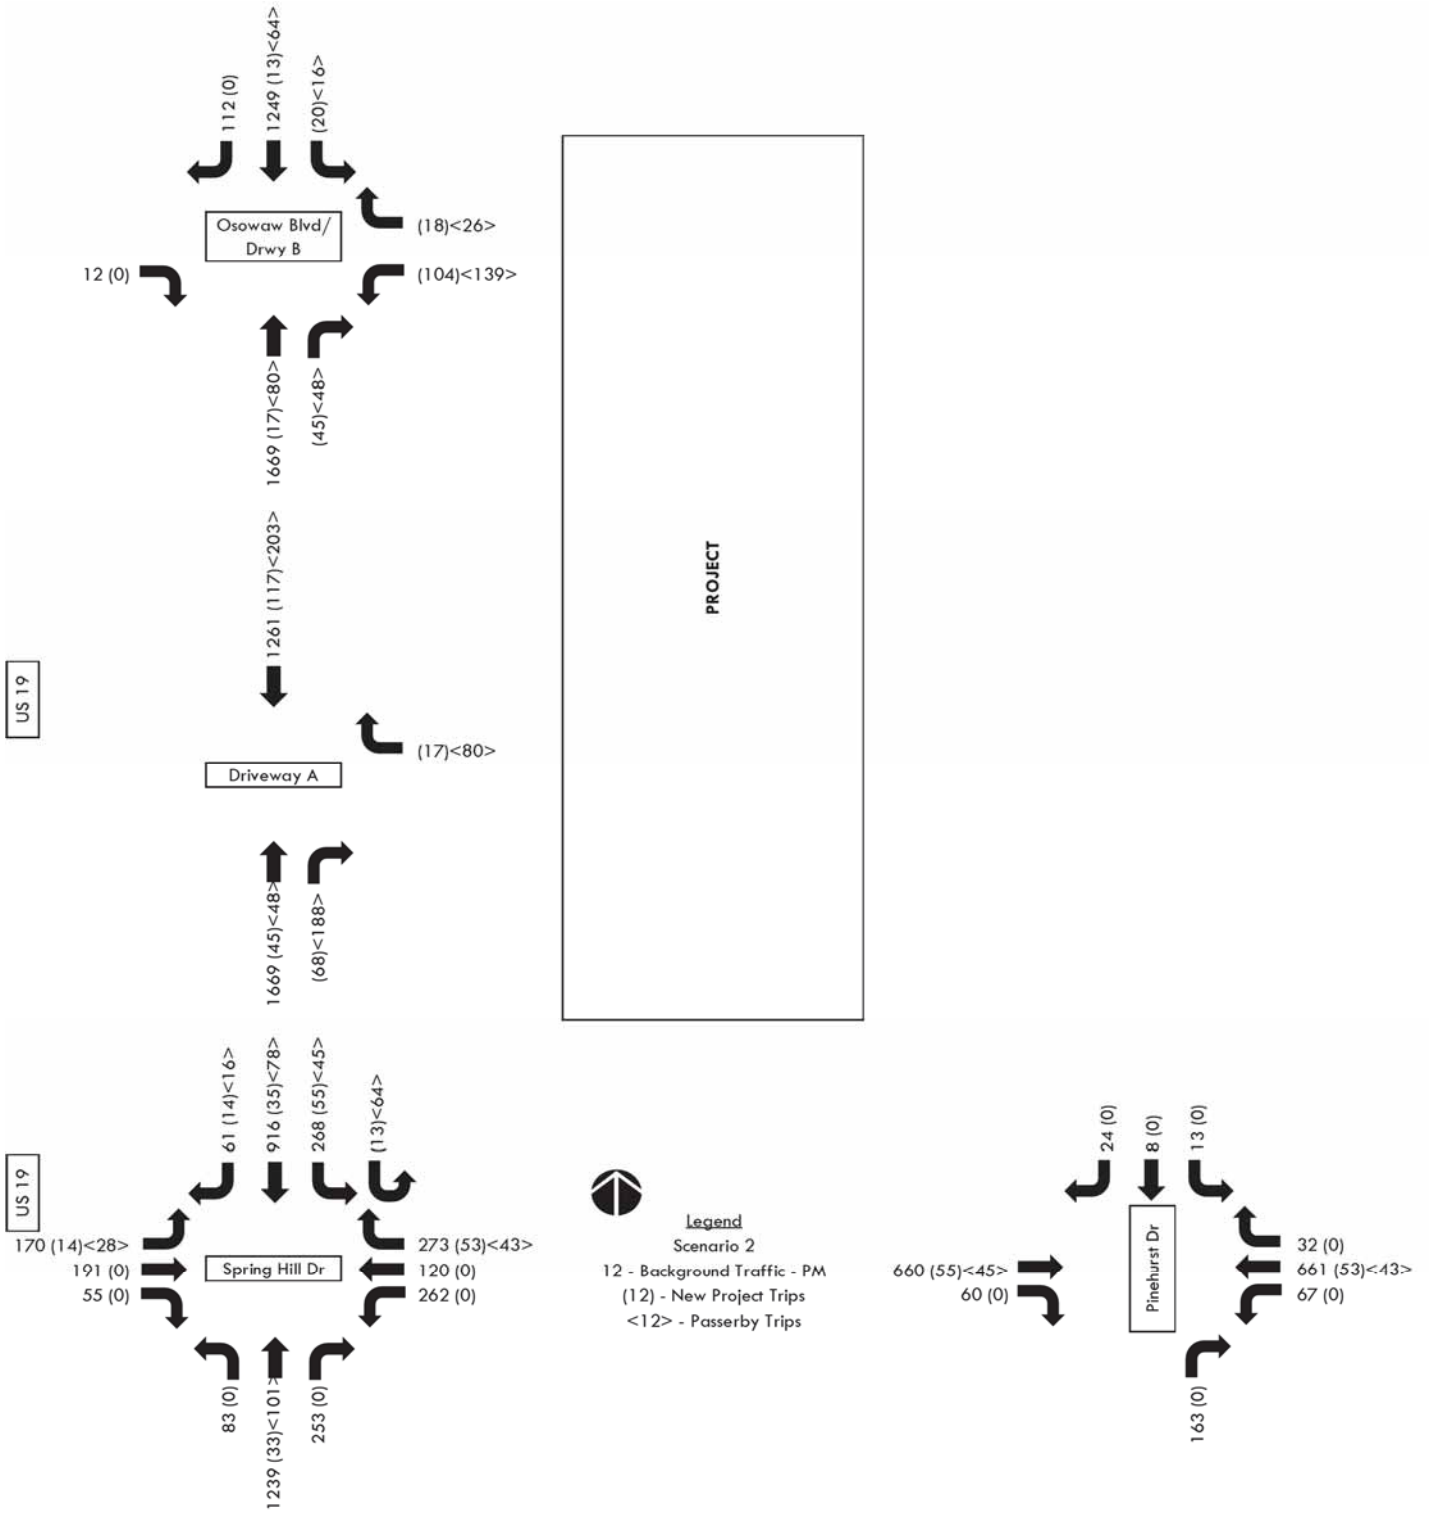 112 (0)
1249 (13)<64>
(20)<16>
Osowaw Blvd/
Drwy B
(18)<26>
12 (0)
(104)<139>
1669 (17)<80>
(45)<48>
1261 (117)<203>
PROJECT
US 19
(17)<80>
Driveway A
1669 (45)<48>
(68)<188>
61 (14)<16>
916 (35)<78>
268 (55)<45>
(13)<64>
US 19
170 (14)<28>
191 (0)
55 (0)
Spring Hill Dr
273 (53)<43>
120 (0)
262 (0)
83 (0)
1239 (33)<101>
253 (0)
Legend
Scenario 2
12 - Background Traffic - PM
(12) - New Project Trips
<12> - Passerby Trips
24 (0)
8 (0)
13 (0)
660 (55)<45>
60 (0)
Pinehurst Dr
32 (0)
661 (53)<43>
67 (0)
163 (0)